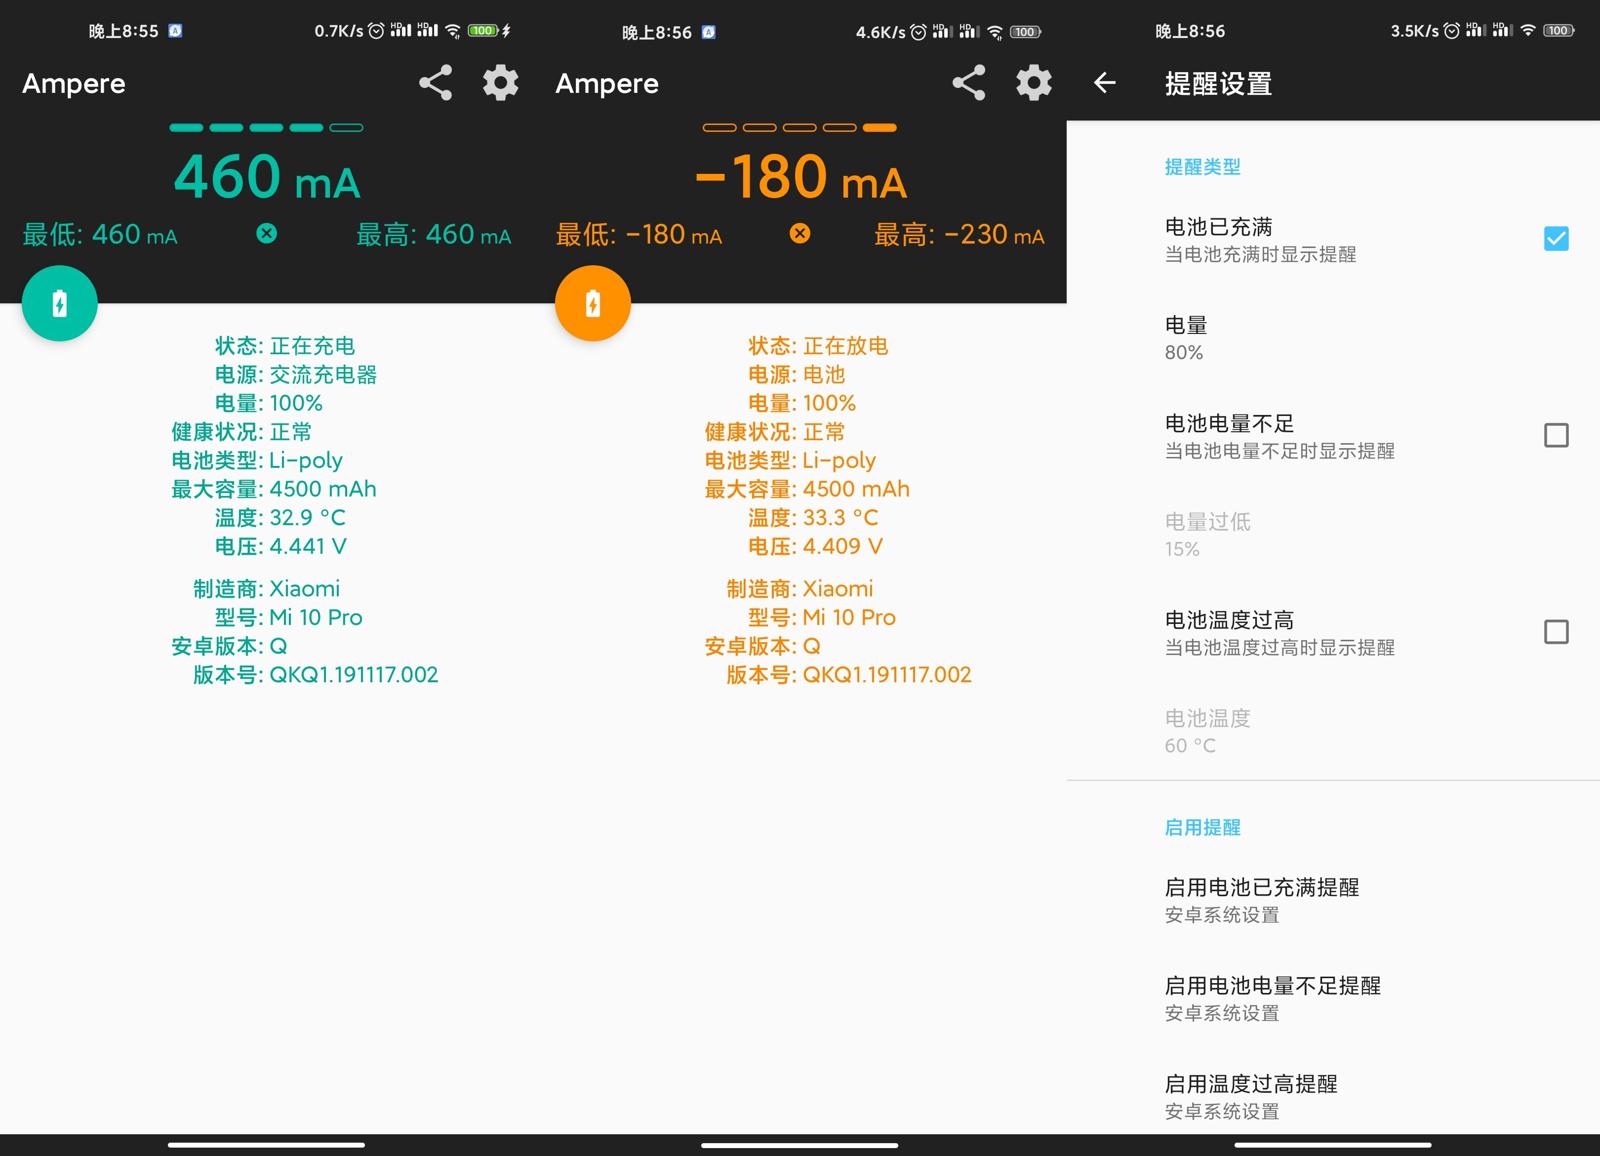 晚上8:55
0.7K/s HD HD 100
Ampere
460 mA
最低: 460 mA
最高: 460 mA
状态: 正在充电
电源: 交流充电器
电量: 100%
健康状况: 正常
电池类型: Li-poly
最大容量: 4500 mAh
温度: 32.9 °C
电压: 4.441 V
制造商: Xiaomi
型号: Mi 10 Pro
安卓版本: Q
版本号: QKQ1.191117.002
晚上8:56
4.6K/s HD HD 100
Ampere
-180 mA
最低: -180 mA
最高: -230 mA
状态: 正在放电
电源: 电池
电量: 100%
健康状况: 正常
电池类型: Li-poly
最大容量: 4500 mAh
温度: 33.3 °C
电压: 4.409 V
制造商: Xiaomi
型号: Mi 10 Pro
安卓版本: Q
版本号: QKQ1.191117.002
晚上8:56
3.5K/s HD HD 100
提醒设置
提醒类型
电池已充满
当电池充满时显示提醒
电量
80%
电池电量不足
当电池电量不足时显示提醒
电量过低
15%
电池温度过高
当电池温度过高时显示提醒
电池温度
60 °C
启用提醒
启用电池已充满提醒
安卓系统设置
启用电池电量不足提醒
安卓系统设置
启用温度过高提醒
安卓系统设置